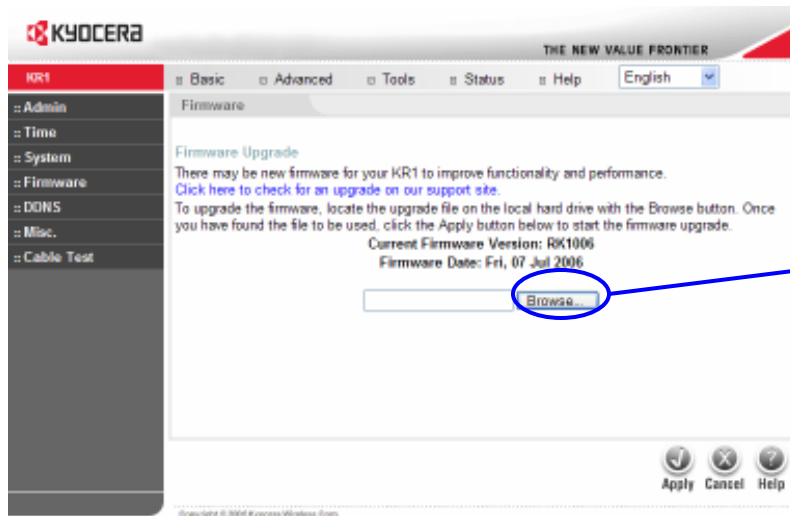 KYOCERA
THE NEW VALUE FRONTIER
KR1
Basic Advanced Tools Status Help English
:: Admin
:: Time
:: System
:: Firmware
:: DDNS
:: Misc.
:: Cable Test
Firmware
Firmware Upgrade
There may be new firmware for your KR1 to improve functionality and performance.
Click here to check for an upgrade on our support site.
To upgrade the firmware, locate the upgrade file on the local hard drive with the Browse button. Once
you have found the file to be used, click the Apply button below to start the firmware upgrade.
Current Firmware Version: RK1006
Firmware Date: Fri, 07 Jul 2006
Browse...
Apply Cancel Help
Copyright © 2005 Kyocera Wireless Corp.